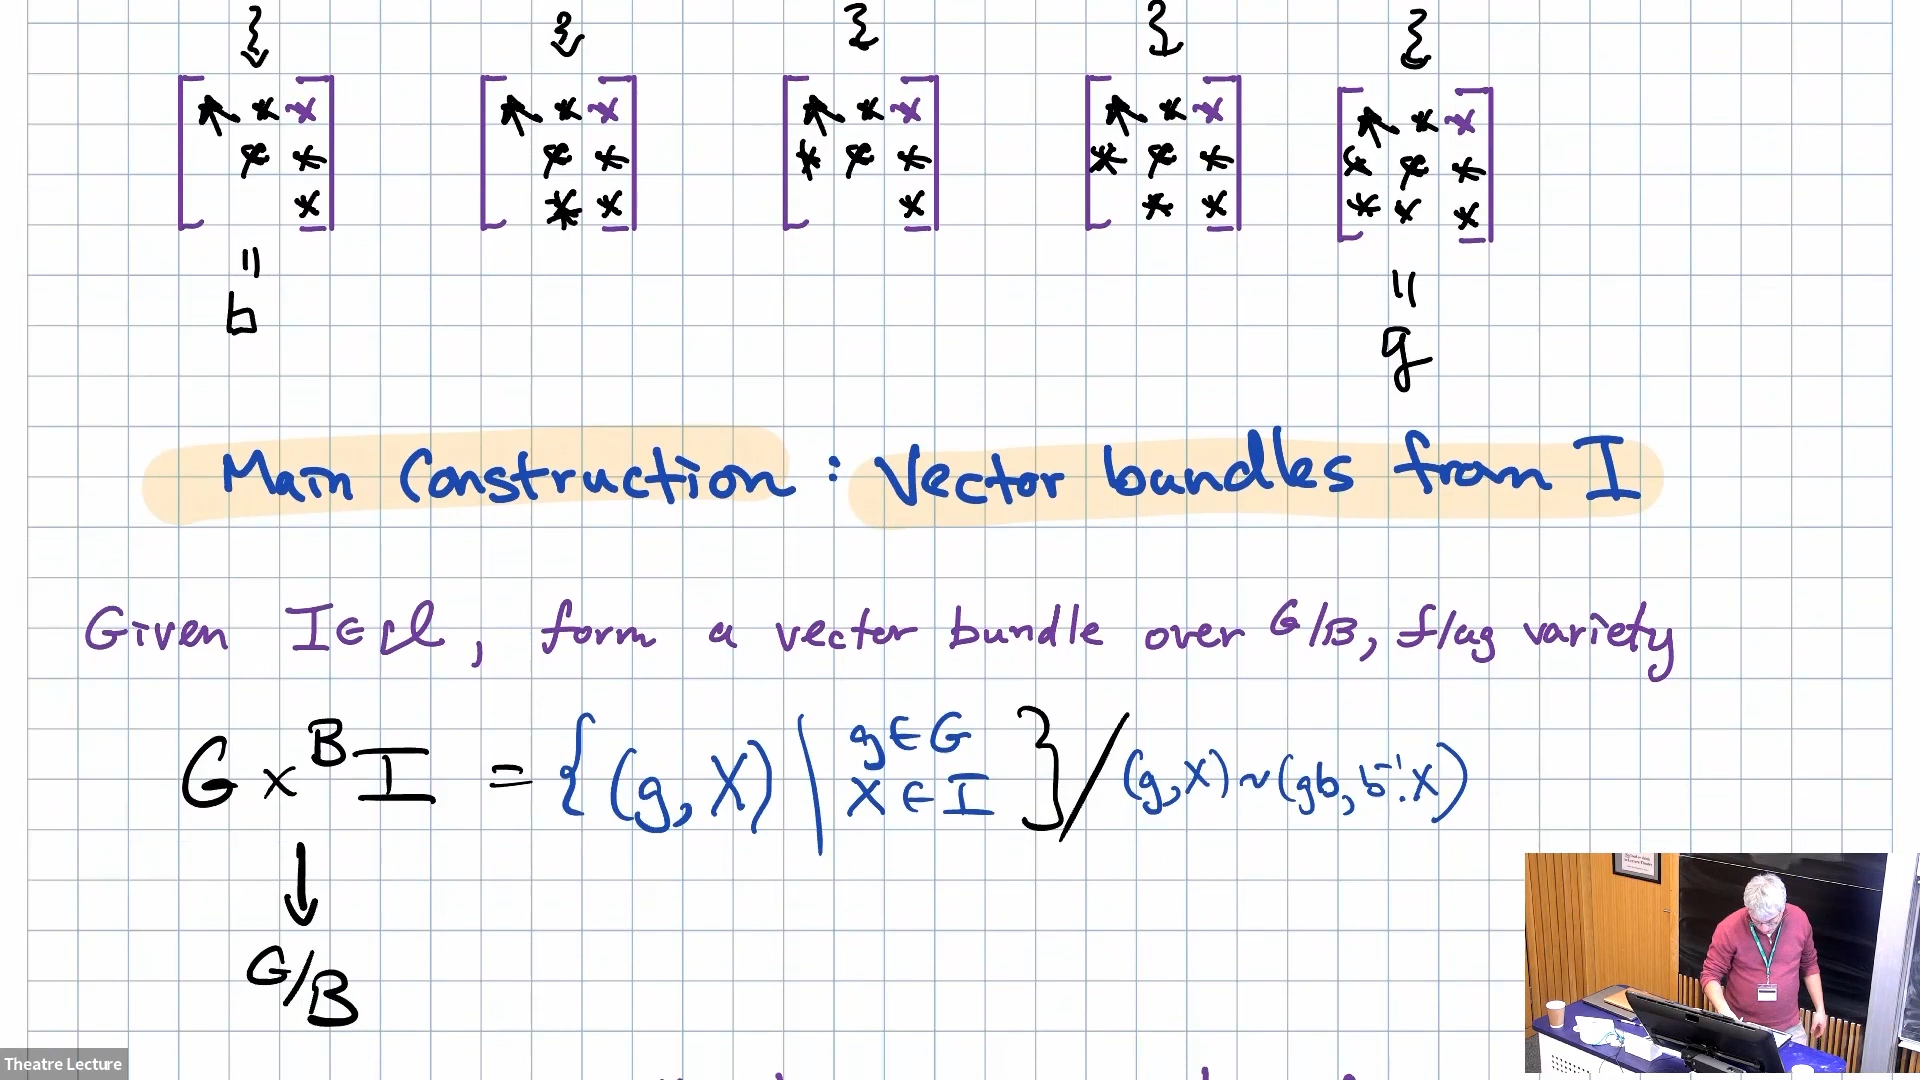 * * * * * * * * * *
* * * * * * * * * * * * *
* * * * * * * * *
b
g
Main Construction : Vector bundles from I
Given I∈𝓘, form a vector bundle over G/B, flag variety
G ×ᴮ I = {(g, X) | g ∈ G X ∈ I } / (g,X) ~ (gb, b⁻¹.X)
↓
G/B
Theatre Lecture